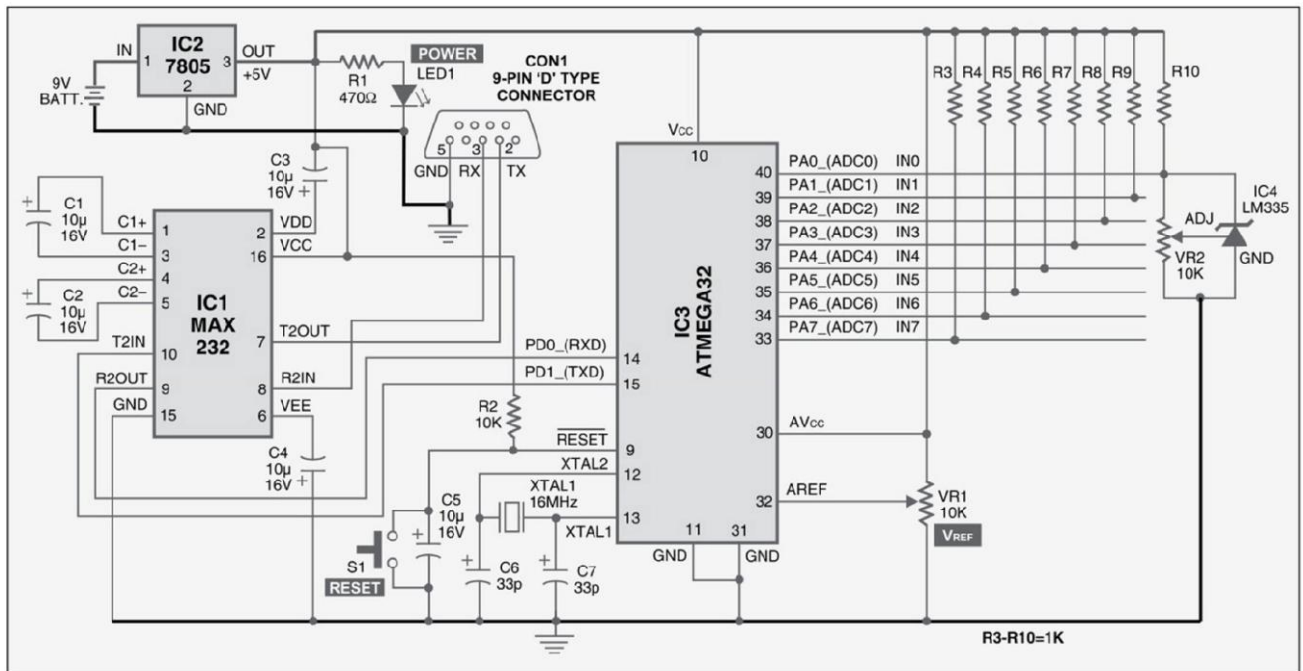 IN
1
IC2
7805
2
3
OUT
+5V
GND
9V
BATT.
R1
470Ω
POWER
LED1
CON1
9-PIN 'D' TYPE
CONNECTOR
5
3
2
GND
RX
TX
C3
10µ
16V
+
+
C1
10µ
16V
C1+
C1–
+
C2
10µ
16V
C2+
C2–
T2IN
R2OUT
GND
1
3
4
5
10
9
15
IC1
MAX
232
2
16
7
8
6
VDD
VCC
T2OUT
R2IN
VEE
C4
10µ
16V
+
R2
10K
PD0_(RXD)
PD1_(TXD)
RESET
XTAL2
XTAL1
XTAL1
16MHz
S1
RESET
C5
10µ
16V
+
+
C6
33p
+
C7
33p
VCC
10
14
15
9
12
13
IC3
ATMEGA32
11
31
GND
GND
40
39
38
37
36
35
34
33
30
32
PA0_(ADC0) IN0
PA1_(ADC1) IN1
PA2_(ADC2) IN2
PA3_(ADC3) IN3
PA4_(ADC4) IN4
PA5_(ADC5) IN5
PA6_(ADC6) IN6
PA7_(ADC7) IN7
AVcc
AREF
R3
R4
R5
R6
R7
R8
R9
R10
IC4
LM335
ADJ
VR2
10K
GND
VR1
10K
VREF
R3-R10=1K